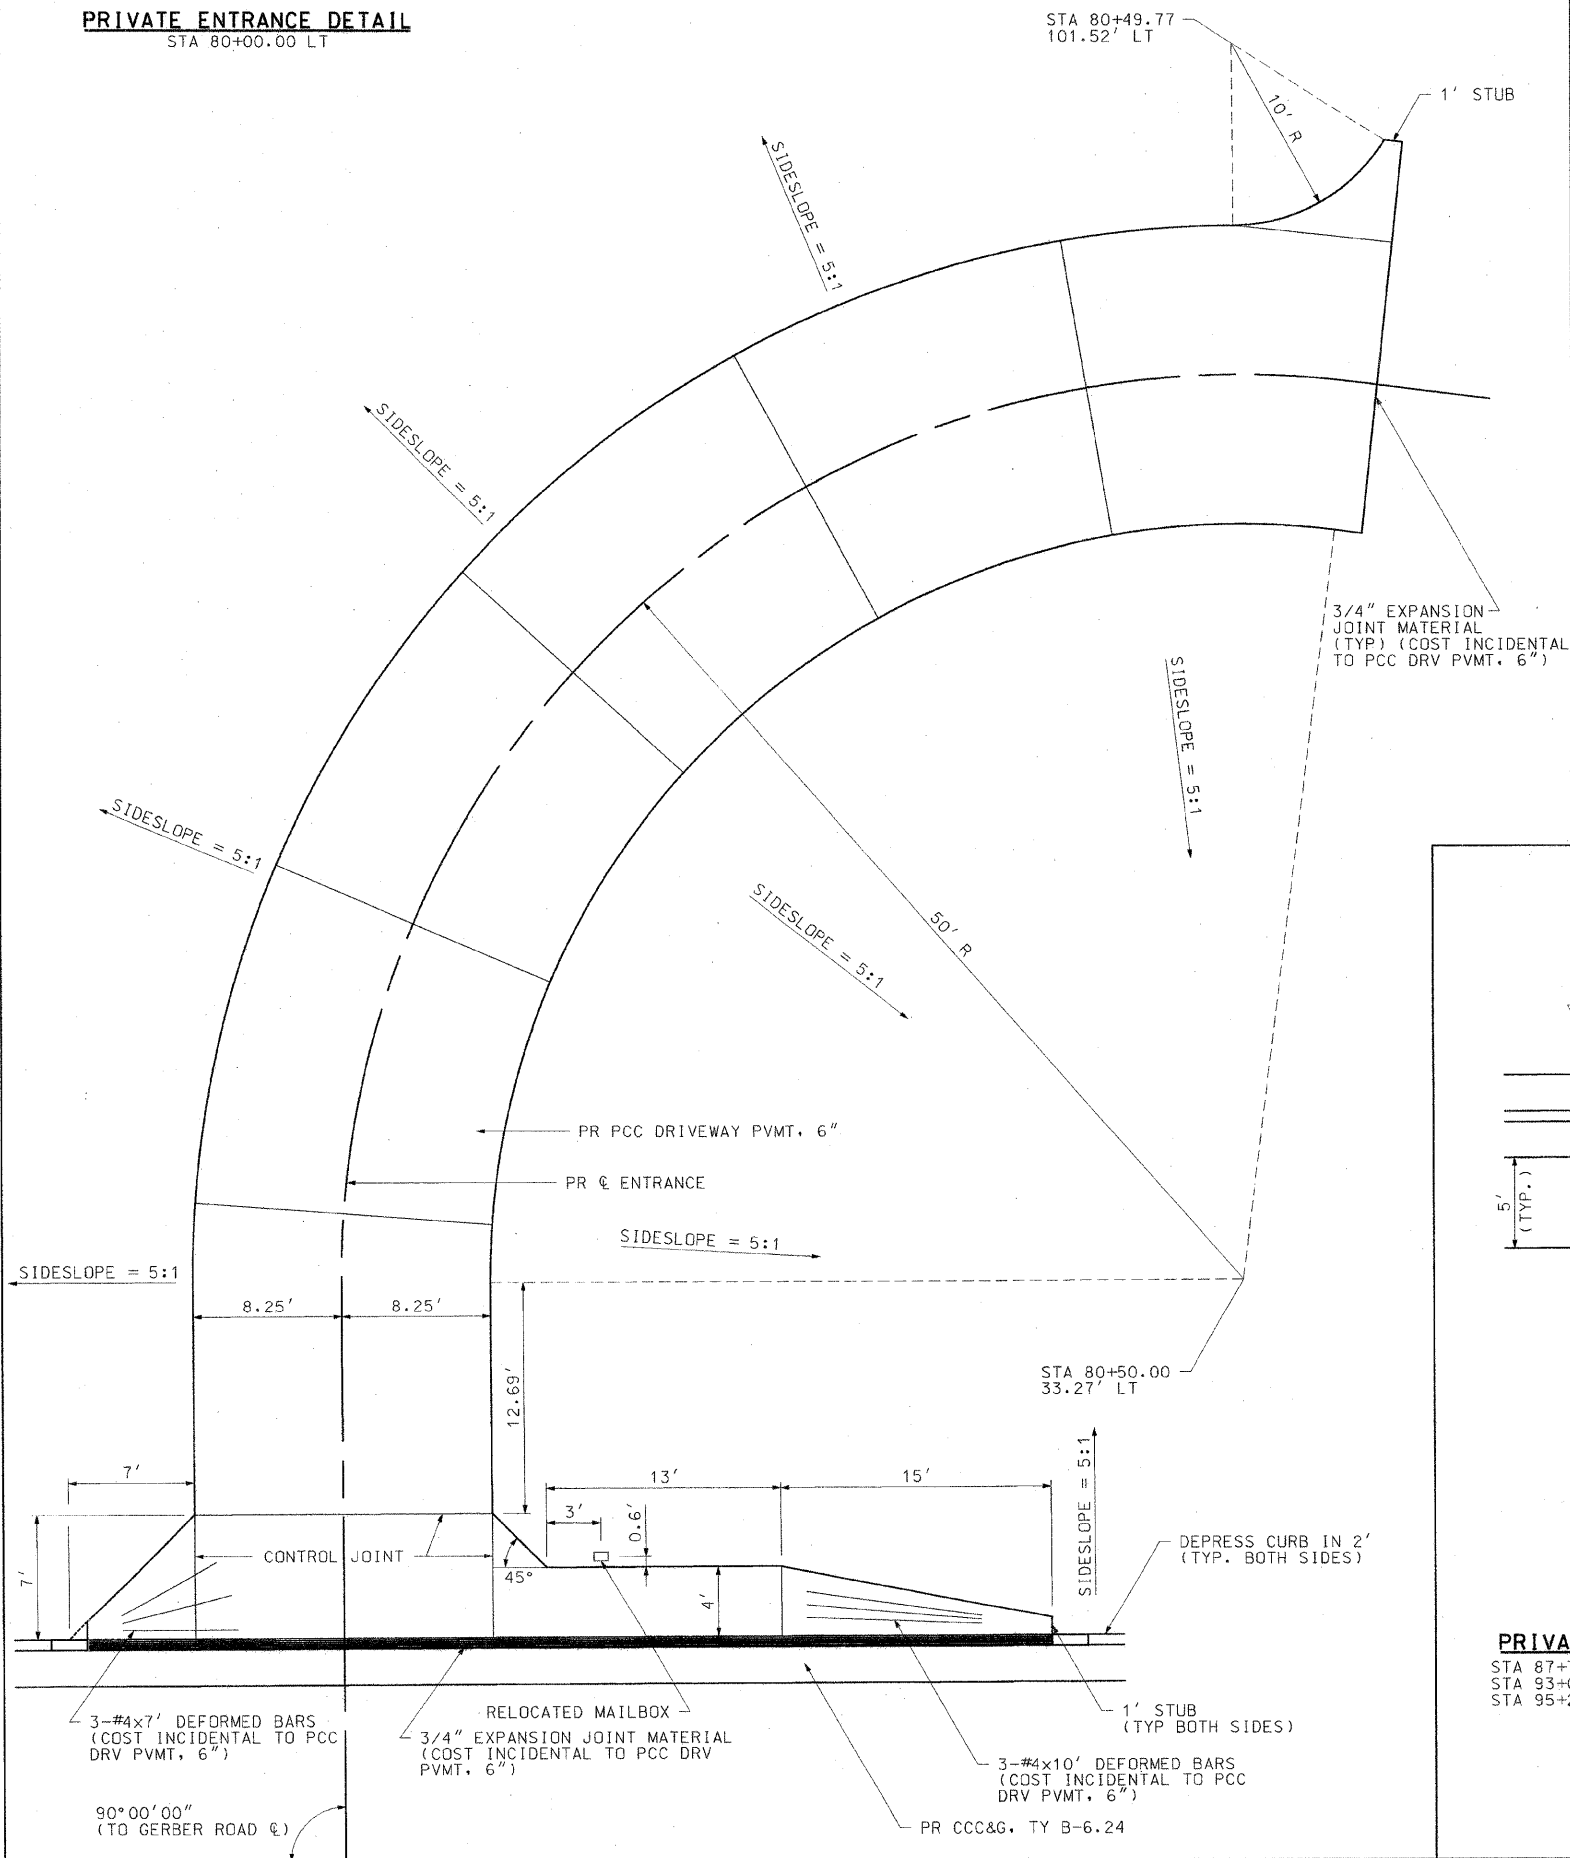 PRIVATE ENTRANCE DETAIL
STA 80+00.00 LT
STA 80+49.77
101.52' LT
1' STUB
10' R
SIDESLOPE = 5:1
SIDESLOPE = 5:1
SIDESLOPE = 5:1
3/4" EXPANSION
JOINT MATERIAL
(TYP) (COST INCIDENTAL
TO PCC DRV PVMT, 6")
SIDESLOPE = 5:1
SIDESLOPE = 5:1
50' R
PR PCC DRIVEWAY PVMT, 6"
PR ℄ ENTRANCE
SIDESLOPE = 5:1
SIDESLOPE = 5:1
5'
(TYP.)
8.25'
8.25'
12.69'
STA 80+50.00
33.27' LT
SIDESLOPE = 5:1
7'
13'
15'
3'
0.6'
7'
CONTROL JOINT
45°
4'
DEPRESS CURB IN 2'
(TYP. BOTH SIDES)
3-#4x7' DEFORMED BARS
(COST INCIDENTAL TO PCC
DRV PVMT, 6")
RELOCATED MAILBOX
3/4" EXPANSION JOINT MATERIAL
(COST INCIDENTAL TO PCC DRV
PVMT, 6")
1' STUB
(TYP BOTH SIDES)
3-#4x10' DEFORMED BARS
(COST INCIDENTAL TO PCC
DRV PVMT, 6")
PR CCC&G, TY B-6.24
90°00'00"
(TO GERBER ROAD ℄)
PRIVA
STA 87+
STA 93+
STA 95+